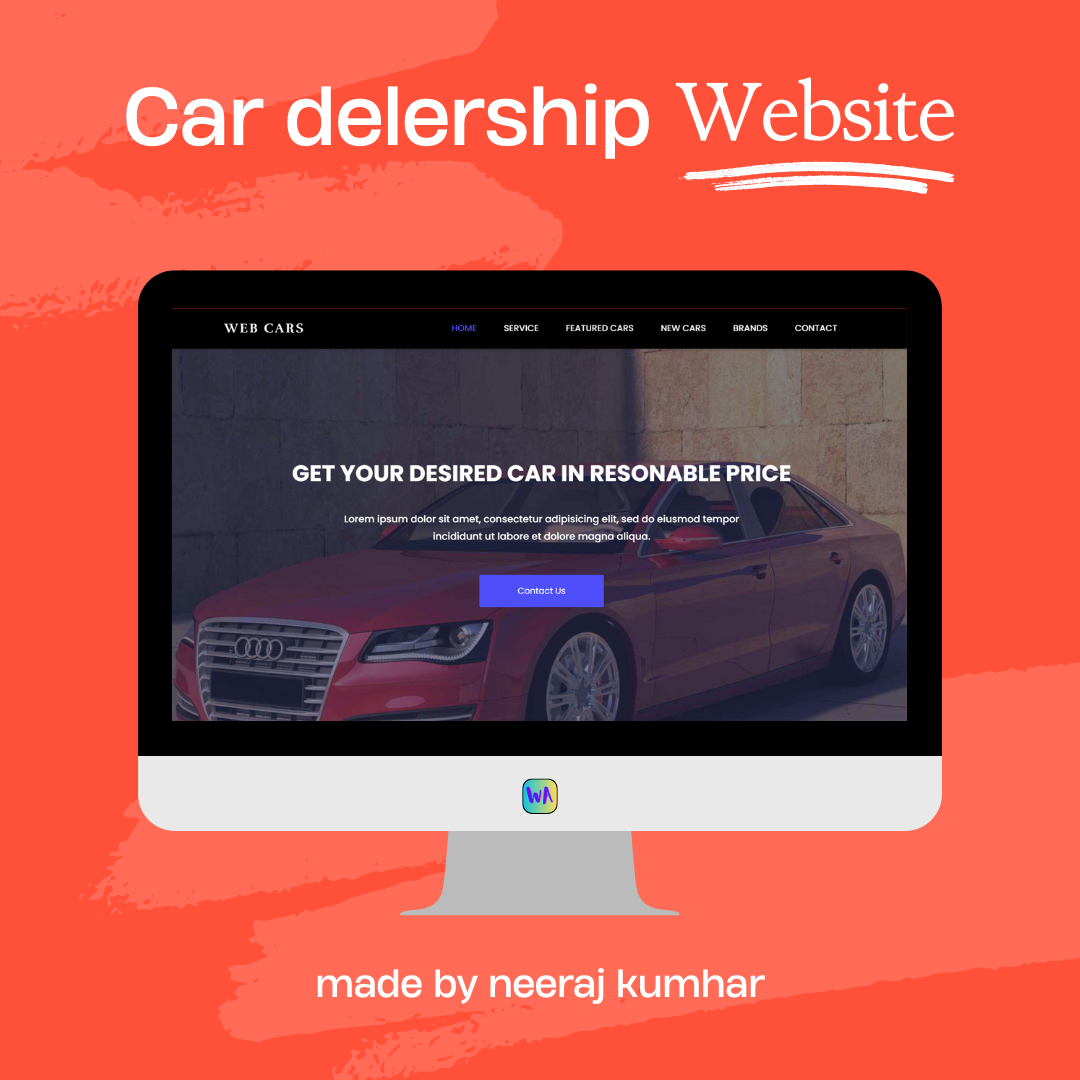 Car delership Website
WEB CARS HOME SERVICE FEATURED CARS NEW CARS BRANDS CONTACT
GET YOUR DESIRED CAR IN RESONABLE PRICE
Lorem ipsum dolor sit amet, consectetur adipisicing elit, sed do eiusmod tempor
incididunt ut labore et dolore magna aliqua.
Contact Us
WA
made by neeraj kumhar